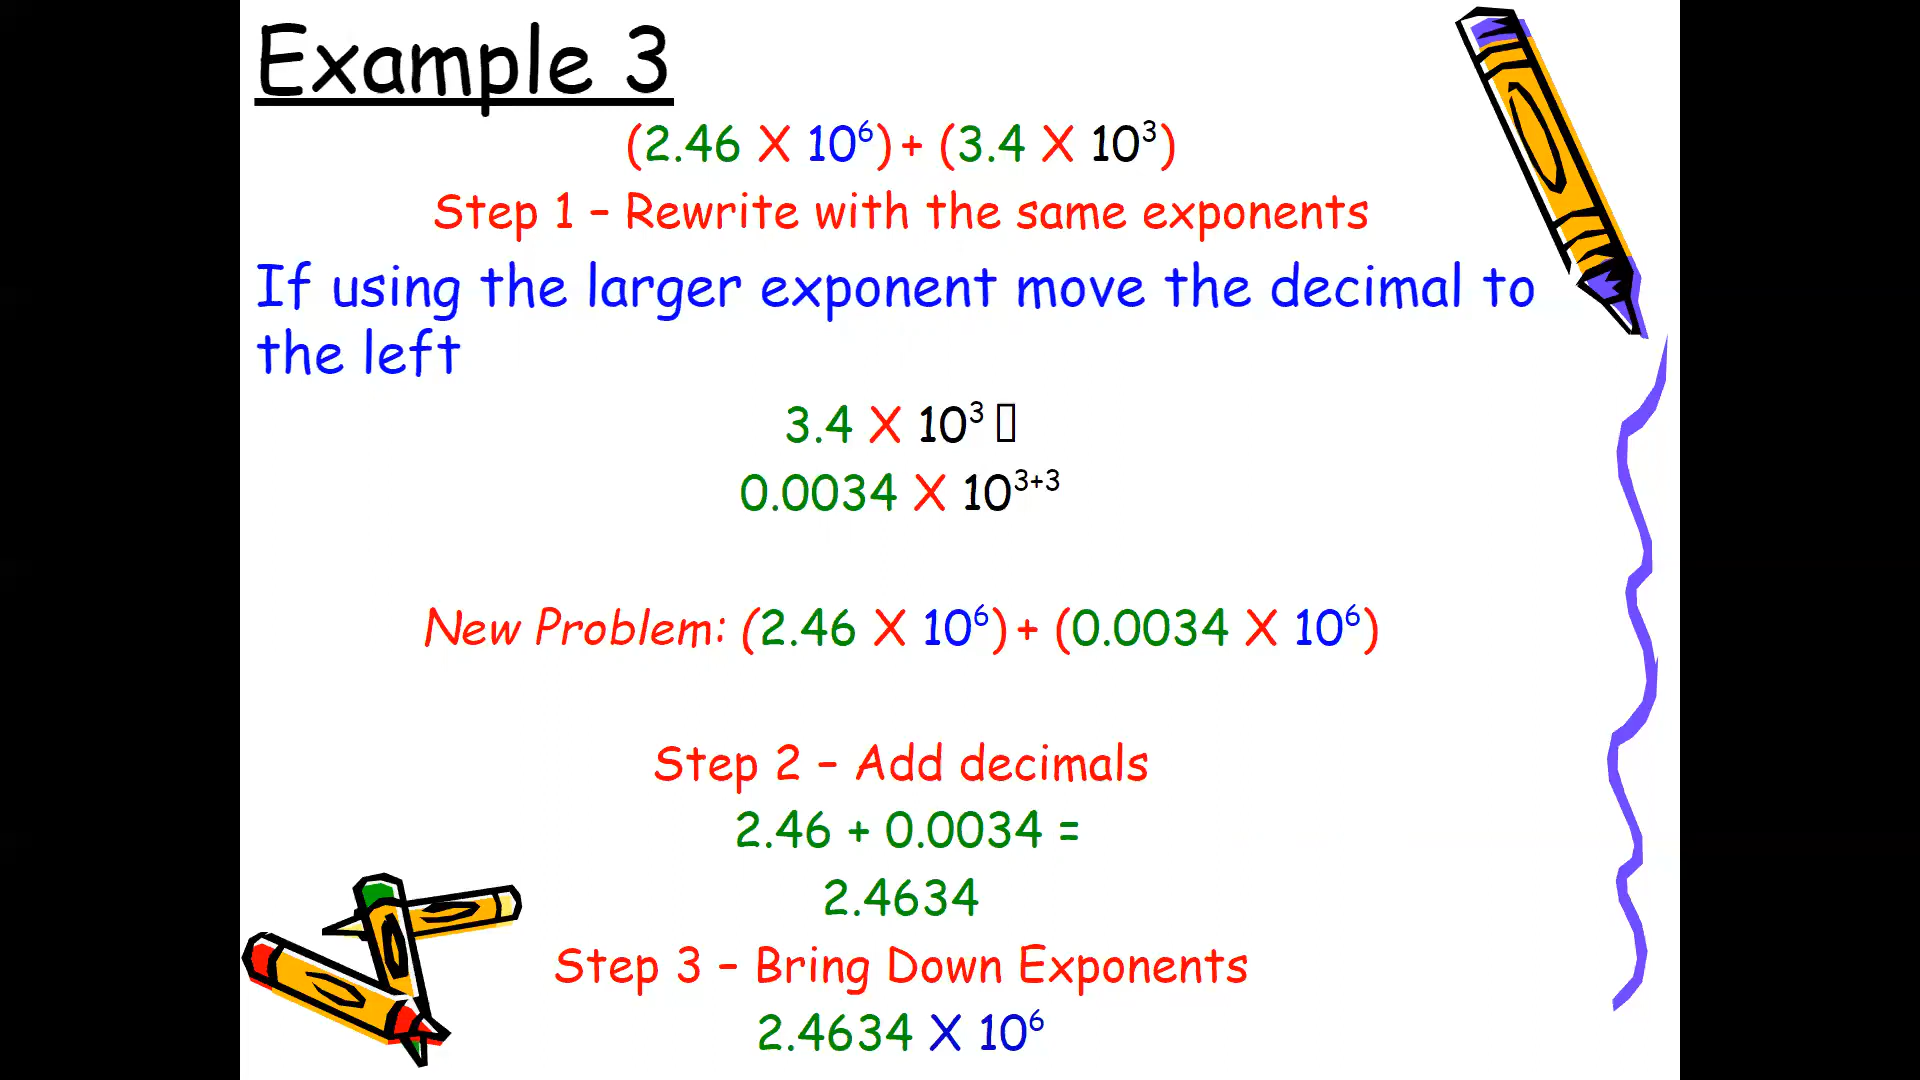 Example 3
(2.46 X 10⁶) + (3.4 X 10³)
Step 1 – Rewrite with the same exponents
If using the larger exponent move the decimal to
the left
3.4 X 10³ 
0.0034 X 10³⁺³
New Problem: (2.46 X 10⁶) + (0.0034 X 10⁶)
Step 2 – Add decimals
2.46 + 0.0034 =
2.4634
Step 3 – Bring Down Exponents
2.4634 X 10⁶